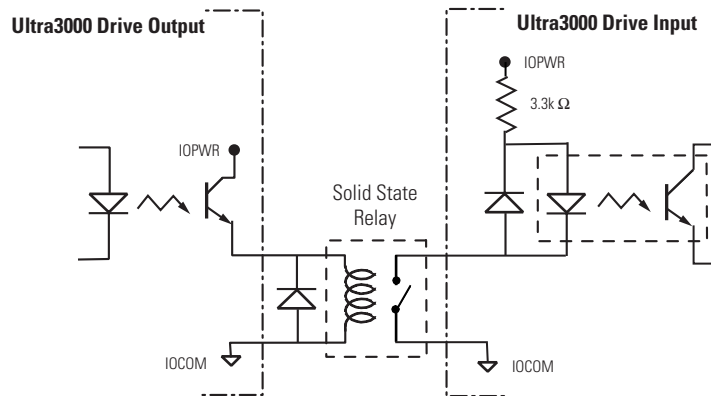 Ultra3000 Drive Output
Ultra3000 Drive Input
IOPWR
3.3k Ω
IOPWR
Solid State
Relay
IOCOM
IOCOM